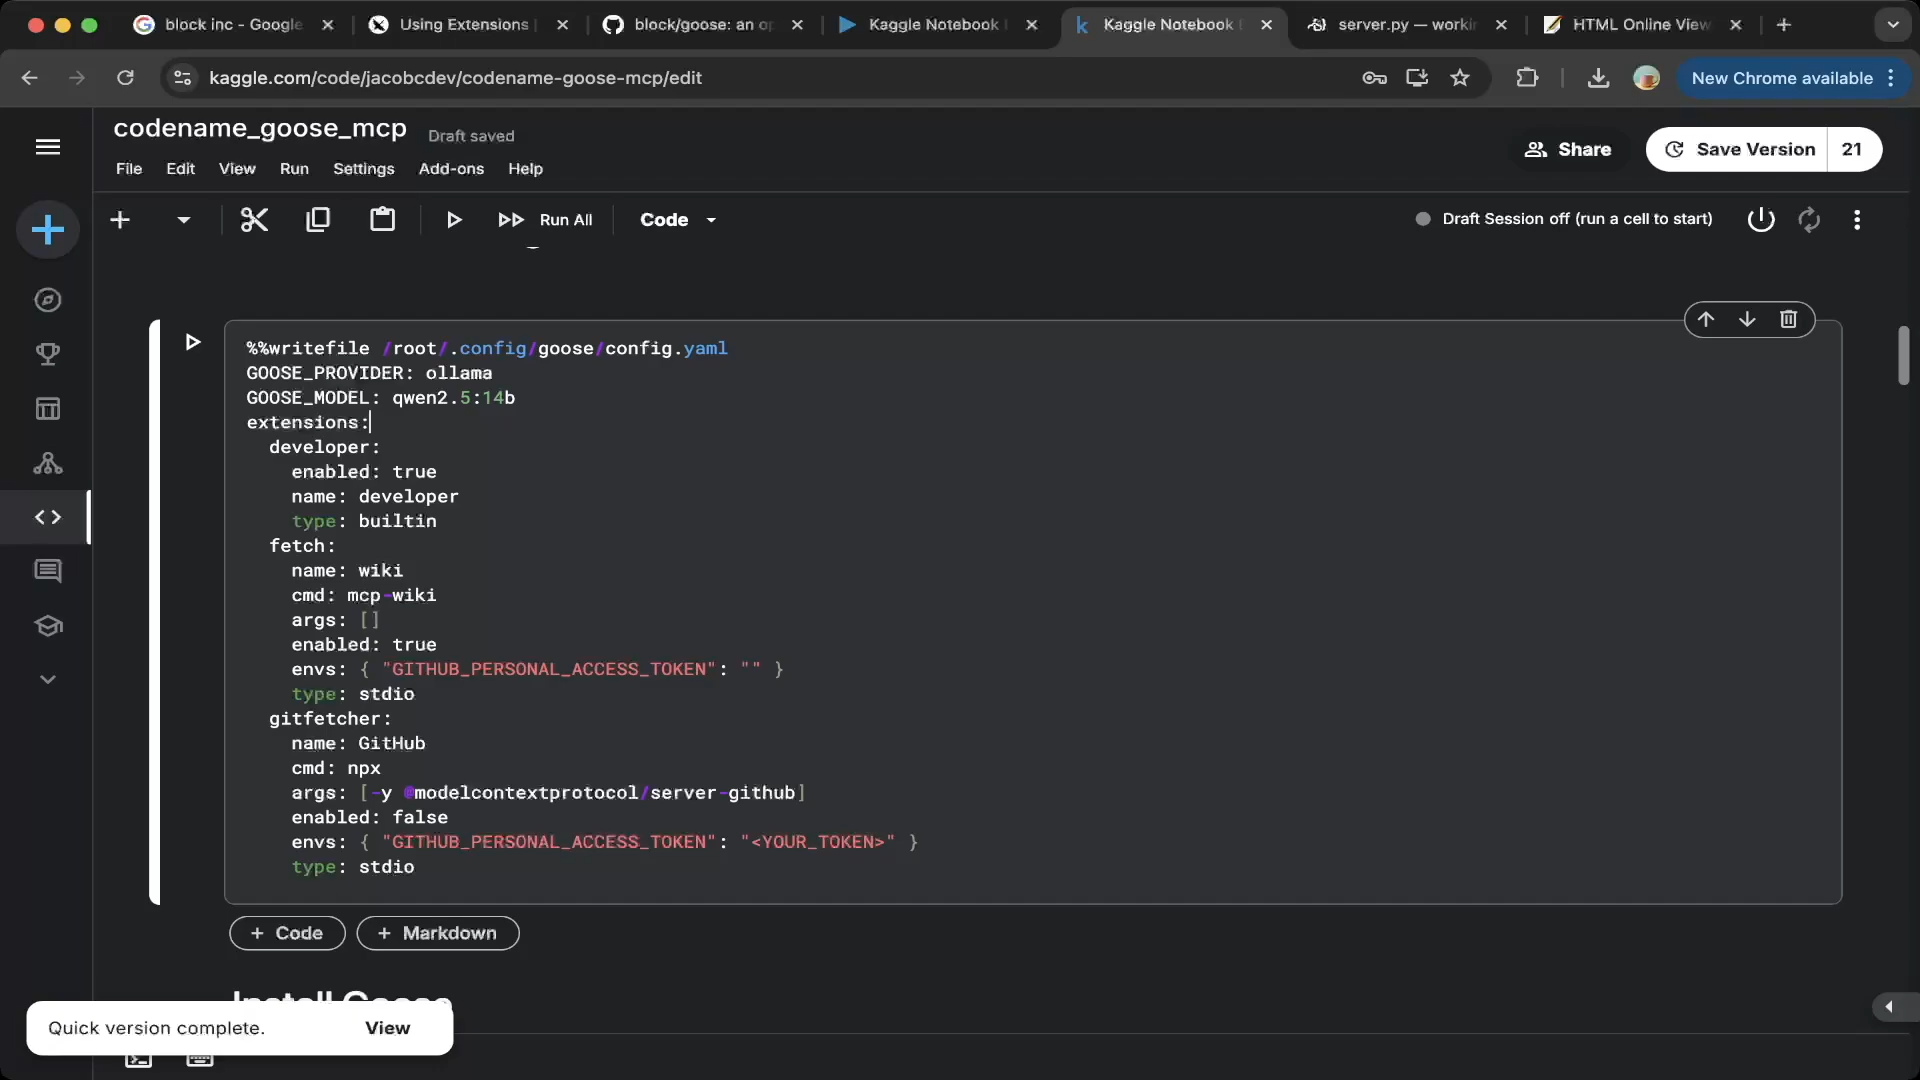 block inc - Google
Using Extensions
block/goose: an op
Kaggle Notebook
Kaggle Notebook
server.py — workin
HTML Online View
kaggle.com/code/jacobcdev/codename-goose-mcp/edit
New Chrome available
codename_goose_mcp
Draft saved
Share
Save Version
21
File
Edit
View
Run
Settings
Add-ons
Help
Run All
Code
Draft Session off (run a cell to start)
%%writefile /root/.config/goose/config.yaml
GOOSE_PROVIDER: ollama
GOOSE_MODEL: qwen2.5:14b
extensions:
developer:
enabled: true
name: developer
type: builtin
fetch:
name: wiki
cmd: mcp-wiki
args: []
enabled: true
envs: { "GITHUB_PERSONAL_ACCESS_TOKEN": "" }
type: stdio
gitfetcher:
name: GitHub
cmd: npx
args: [-y @modelcontextprotocol/server-github]
enabled: false
envs: { "GITHUB_PERSONAL_ACCESS_TOKEN": "<YOUR_TOKEN>" }
type: stdio
+ Code
+ Markdown
Install Goose
Quick version complete.
View